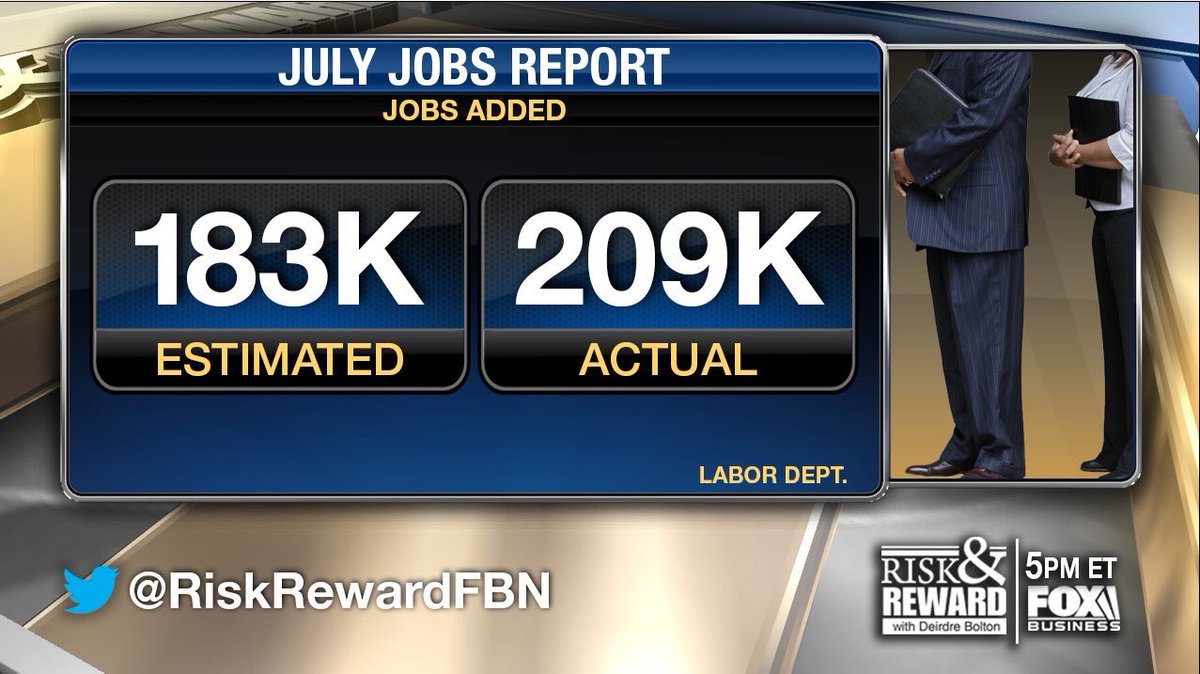 JULY JOBS REPORT
JOBS ADDED
183K
ESTIMATED
209K
ACTUAL
LABOR DEPT.
@RiskRewardFBN
RISK &
REWARD
with Deirdre Bolton
5PM ET
FOX
BUSINESS